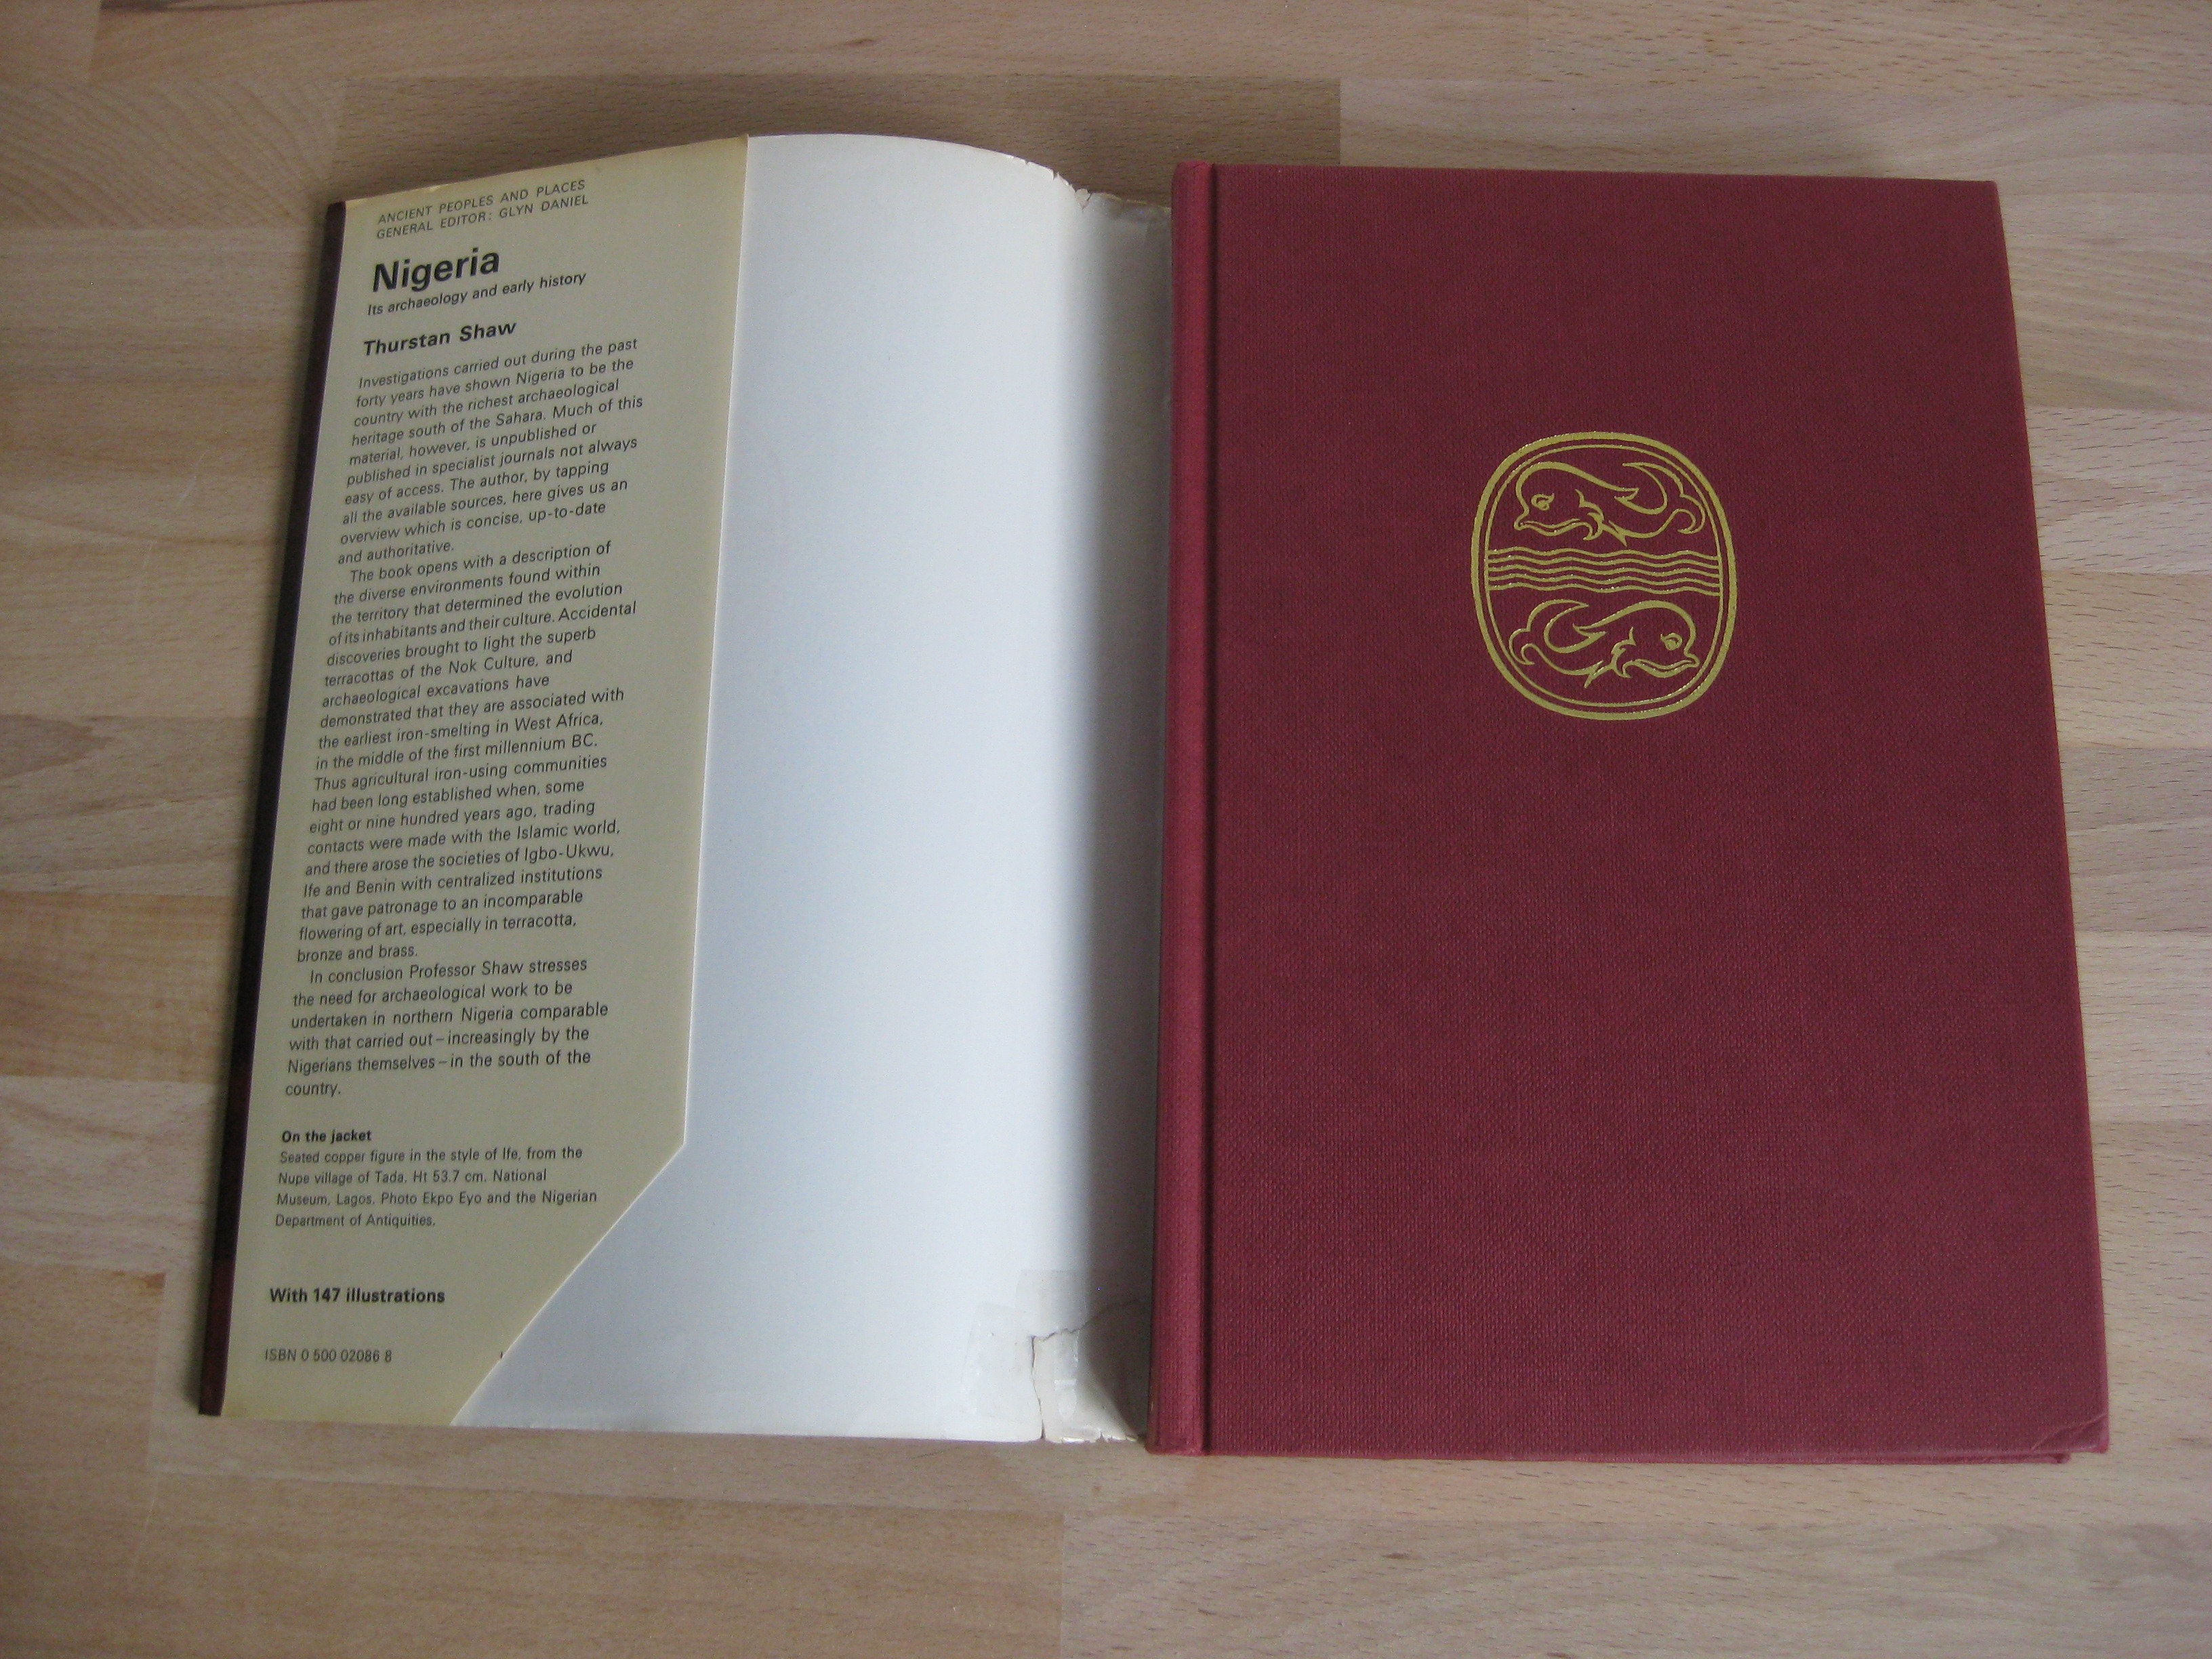 ANCIENT PEOPLES AND PLACES
GENERAL EDITOR: GLYN DANIEL
Nigeria
Its archaeology and early history
Thurstan Shaw
Investigations carried out during the past
forty years have shown Nigeria to be the
country with the richest archaeological
heritage south of the Sahara. Much of this
material, however, is unpublished or
published in specialist journals not always
easy of access. The author, by tapping
all the available sources, here gives us an
overview which is concise, up-to-date
and authoritative.
The book opens with a description of
the diverse environments found within
the territory that determined the evolution
of its inhabitants and their culture. Accidental
discoveries brought to light the superb
terracottas of the Nok Culture, and
archaeological excavations have
demonstrated that they are associated with
the earliest iron-smelting in West Africa,
in the middle of the first millennium BC.
Thus agricultural iron-using communities
had been long established when, some
eight or nine hundred years ago, trading
contacts were made with the Islamic world,
and there arose the societies of Igbo-Ukwu,
Ife and Benin with centralized institutions
that gave patronage to an incomparable
flowering of art, especially in terracotta,
bronze and brass.
In conclusion Professor Shaw stresses
the need for archaeological work to be
undertaken in northern Nigeria comparable
with that carried out – increasingly by the
Nigerians themselves – in the south of the
country.
On the jacket
Seated copper figure in the style of Ife, from the
Nupe village of Tada. Ht 53.7 cm. National
Museum, Lagos. Photo Ekpo Eyo and the Nigerian
Department of Antiquities.
With 147 illustrations
ISBN 0 500 02086 8